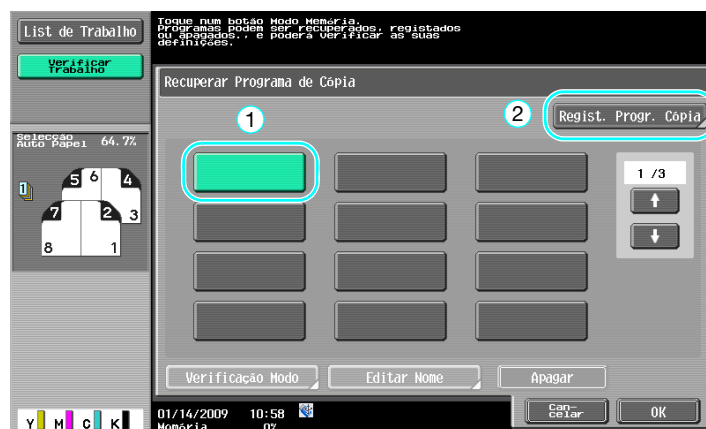 List de Trabalho
Verificar
Trabalho
Toque num botão Modo Memória.
Programas podem ser recuperados, registados
ou apagados., e poderá verificar as suas
definições.
Recuperar Programa de Cópia
1
2
Regist. Progr. Cópia
Selecção
Auto Papel 64.7%
1 /3
5 6 4
7 2 3
8 1
Verificação Modo
Editar Nome
Apagar
01/14/2009 10:58
Memória 0%
Can-
celar
OK
Y M C K